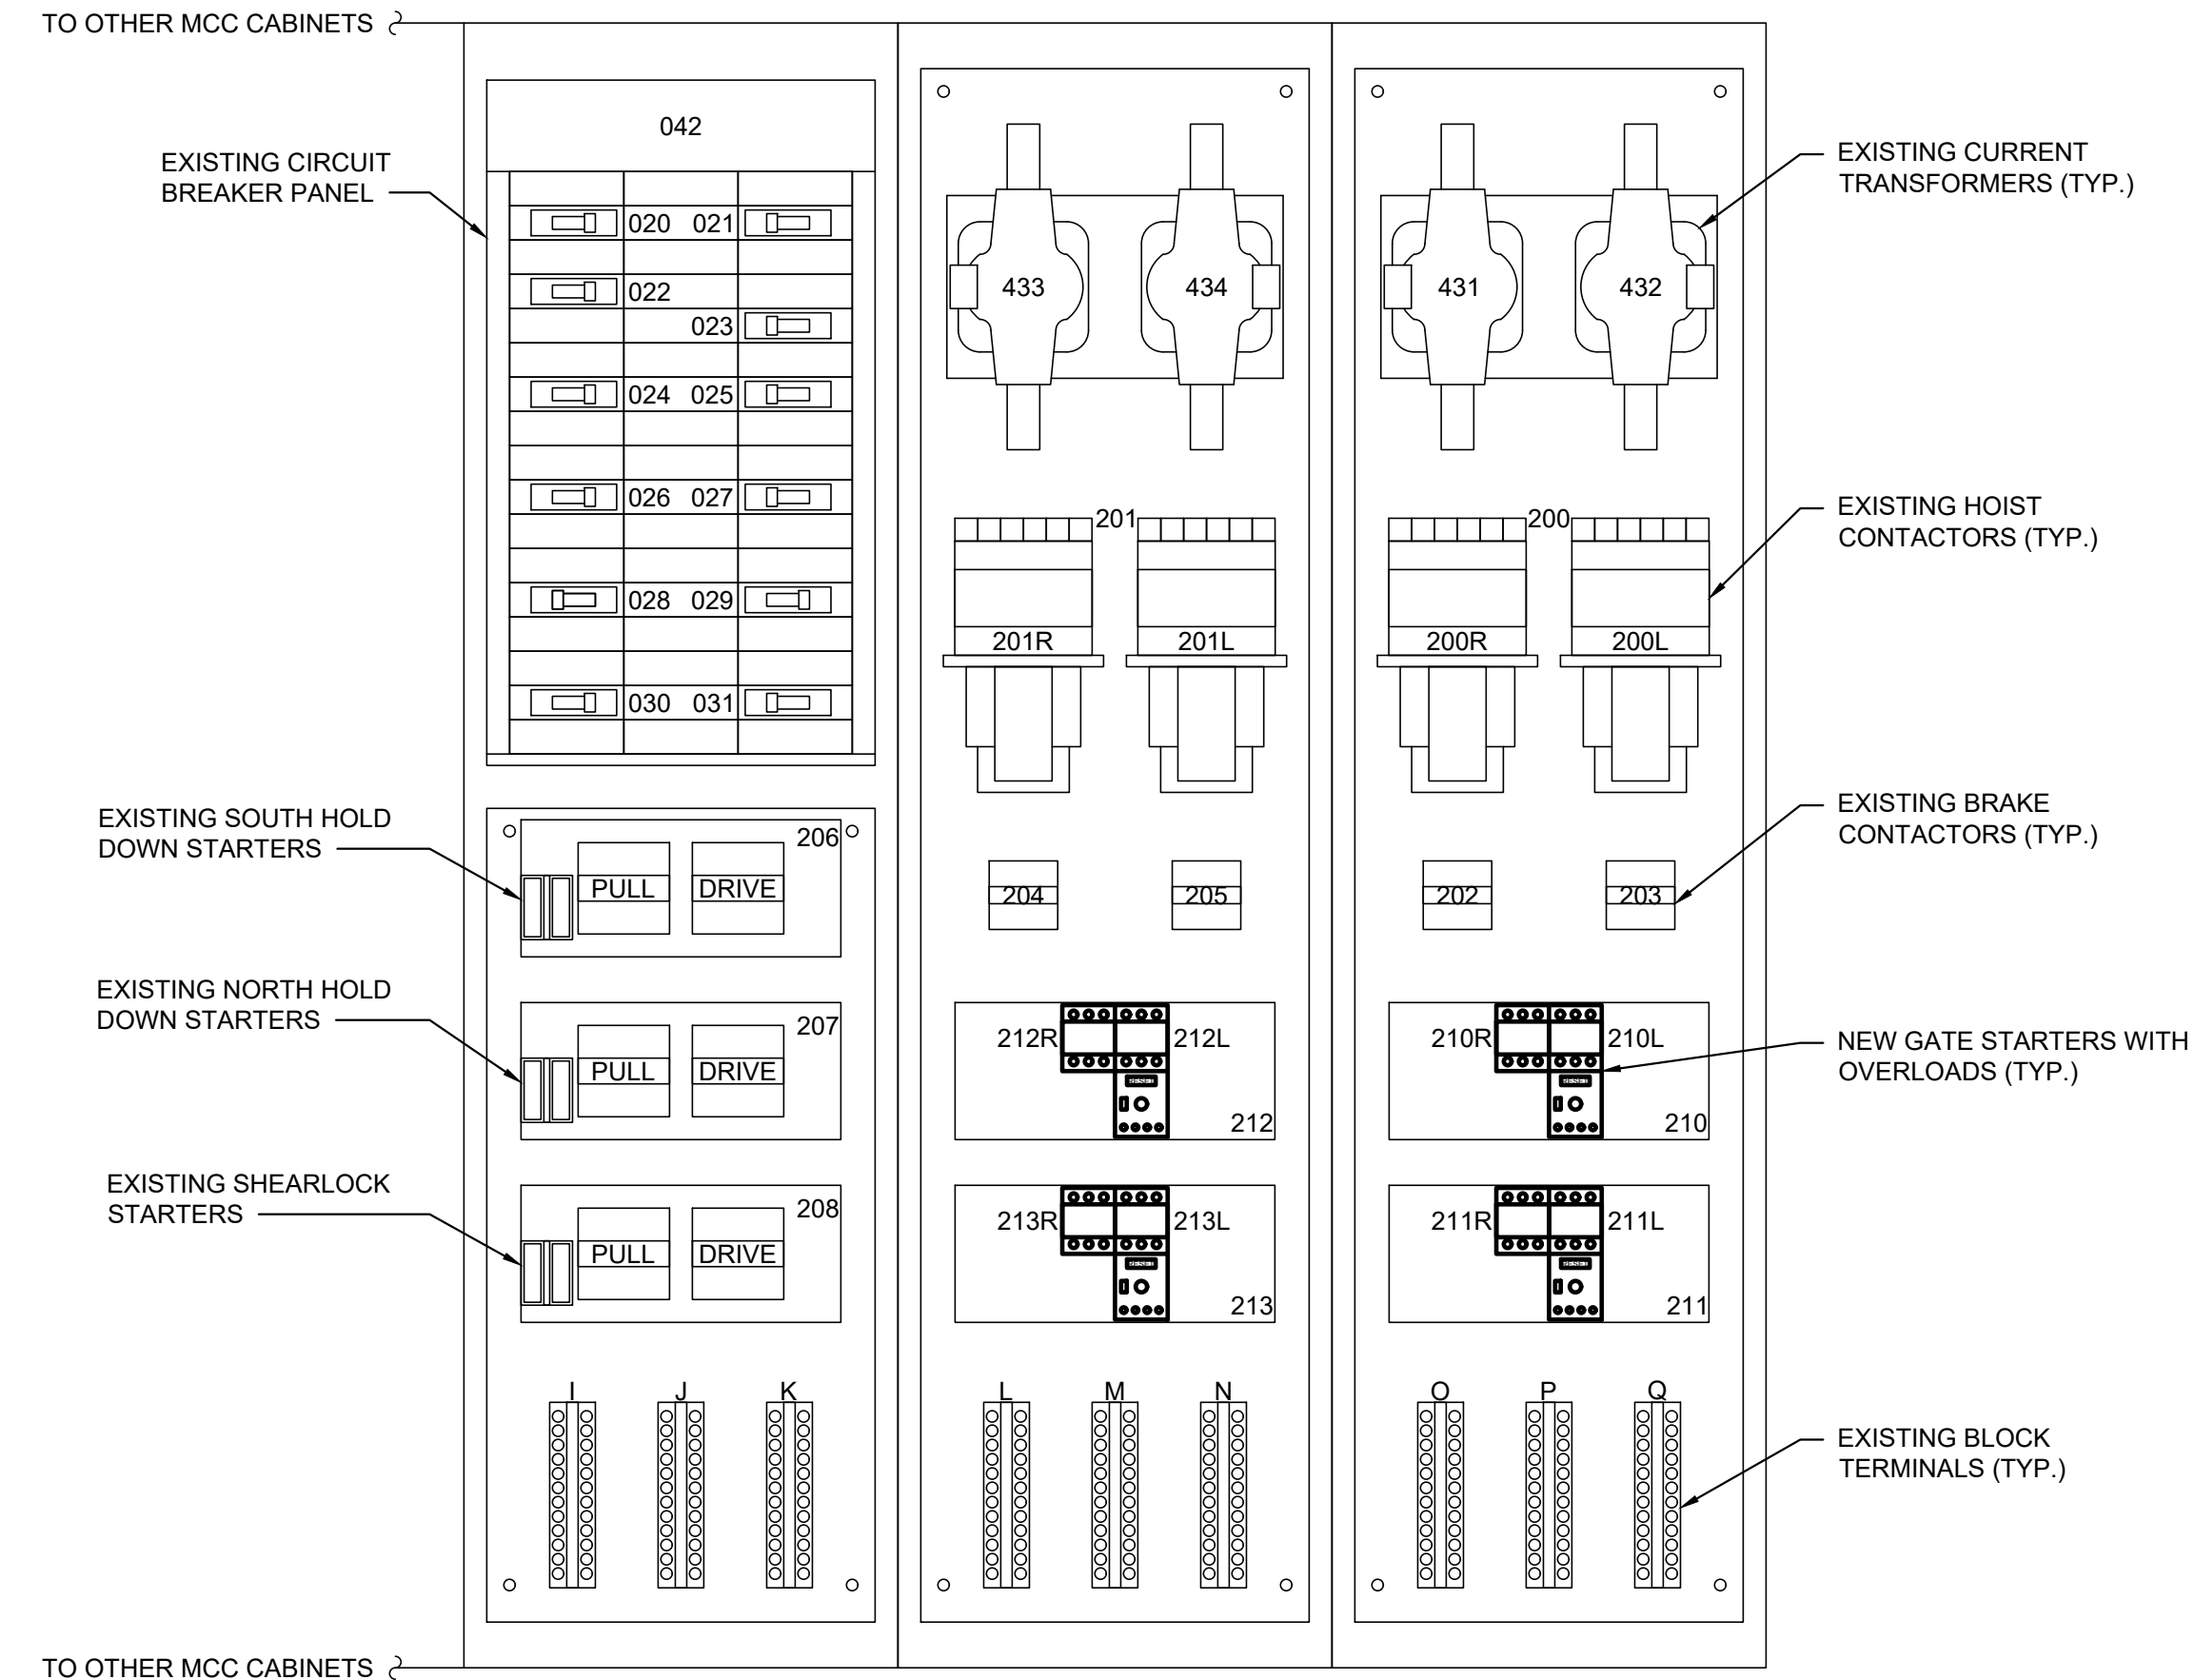 TO OTHER MCC CABINETS
EXISTING CIRCUIT
BREAKER PANEL
042
020 021
022
023
024 025
026 027
028 029
030 031
EXISTING SOUTH HOLD
DOWN STARTERS
206
PULL DRIVE
EXISTING NORTH HOLD
DOWN STARTERS
207
PULL DRIVE
EXISTING SHEARLOCK
STARTERS
208
PULL DRIVE
I J K
433 434
201
201R 201L
204 205
212R 212L
RESET
212
213R 213L
RESET
213
L M N
431 432
200
200R 200L
202 203
210R 210L
RESET
210
211R 211L
RESET
211
O P Q
EXISTING CURRENT
TRANSFORMERS (TYP.)
EXISTING HOIST
CONTACTORS (TYP.)
EXISTING BRAKE
CONTACTORS (TYP.)
NEW GATE STARTERS WITH
OVERLOADS (TYP.)
EXISTING BLOCK
TERMINALS (TYP.)
TO OTHER MCC CABINETS